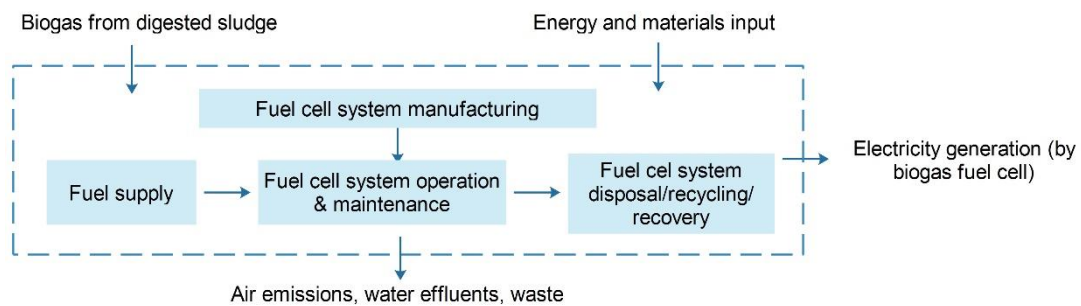 Biogas from digested sludge
Energy and materials input
Fuel cell system manufacturing
Fuel supply
Fuel cell system operation
& maintenance
Fuel cel system
disposal/recycling/
recovery
Electricity generation (by
biogas fuel cell)
Air emissions, water effluents, waste